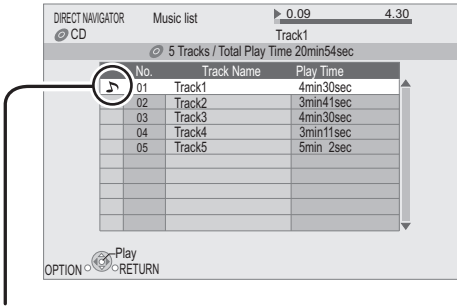 DIRECT NAVIGATOR Music list 0.09 4.30
CD Track1
5 Tracks / Total Play Time 20min54sec
No. Track Name Play Time
01 Track1 4min30sec
02 Track2 3min41sec
03 Track3 4min30sec
04 Track4 3min11sec
05 Track5 5min 2sec
Play
OPTION RETURN